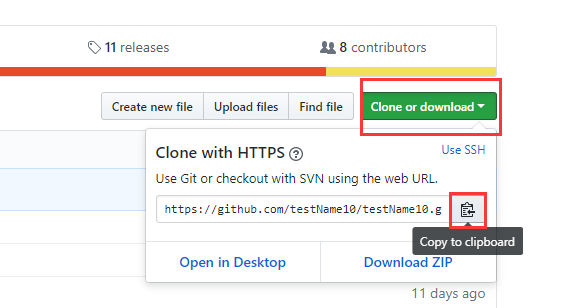 11 releases
8 contributors
Create new file
Upload files
Find file
Clone or download
Clone with HTTPS ?
Use SSH
Use Git or checkout with SVN using the web URL.
https://github.com/testName10/testName10.g
Copy to clipboard
Open in Desktop
Download ZIP
11 days ago